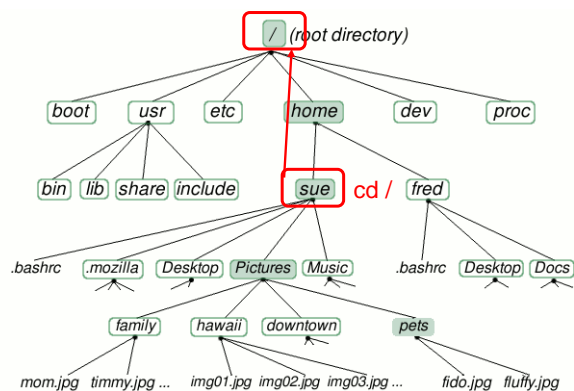 / (root directory)
boot usr etc home dev proc
bin lib share include sue cd / fred
.bashrc .mozilla Desktop Pictures Music .bashrc Desktop Docs
family hawaii downtown pets
mom.jpg timmy.jpg ... img01.jpg img02.jpg img03.jpg ... fido.jpg fluffy.jpg